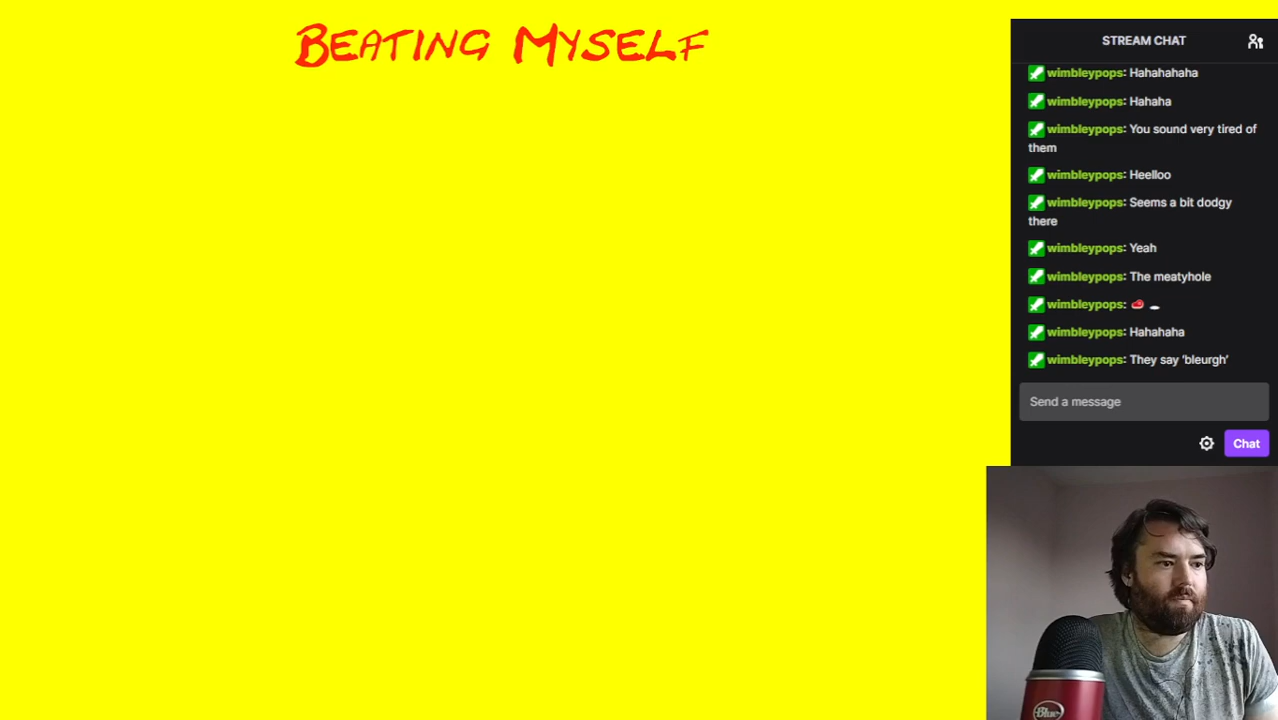 BEATING MYSELF
STREAM CHAT
wimbleypops: Hahahahaha
wimbleypops: Hahaha
wimbleypops: You sound very tired of
them
wimbleypops: Heelloo
wimbleypops: Seems a bit dodgy
there
wimbleypops: Yeah
wimbleypops: The meatyhole
wimbleypops: 🥩 🕳️
wimbleypops: Hahahaha
wimbleypops: They say ‘bleurgh’
Send a message
Chat
Blue